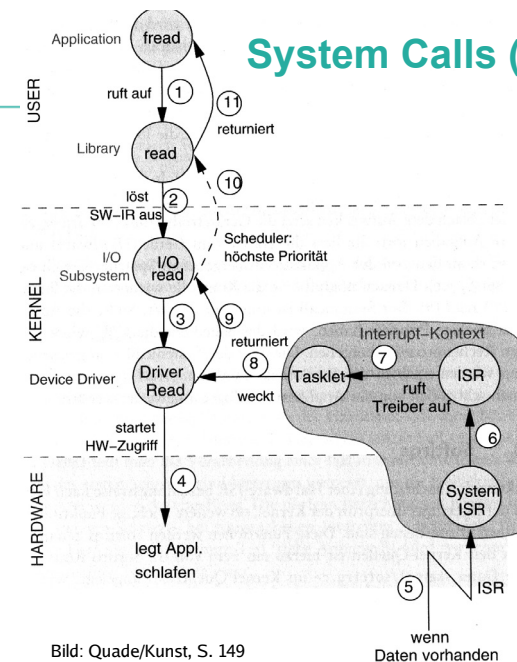 System Calls (
USER
Application
fread
ruft auf
1
11
returniert
Library
read
10
löst
2
SW-IR aus
Scheduler:
höchste Priorität
KERNEL
I/O
Subsystem
I/O
read
3
9
returniert
Interrupt-Kontext
Device Driver
Driver
Read
8
weckt
Tasklet
7
ruft
Treiber auf
ISR
6
startet
HW-Zugriff
HARDWARE
4
System
ISR
legt Appl.
schlafen
5
ISR
wenn
Daten vorhanden
Bild: Quade/Kunst, S. 149